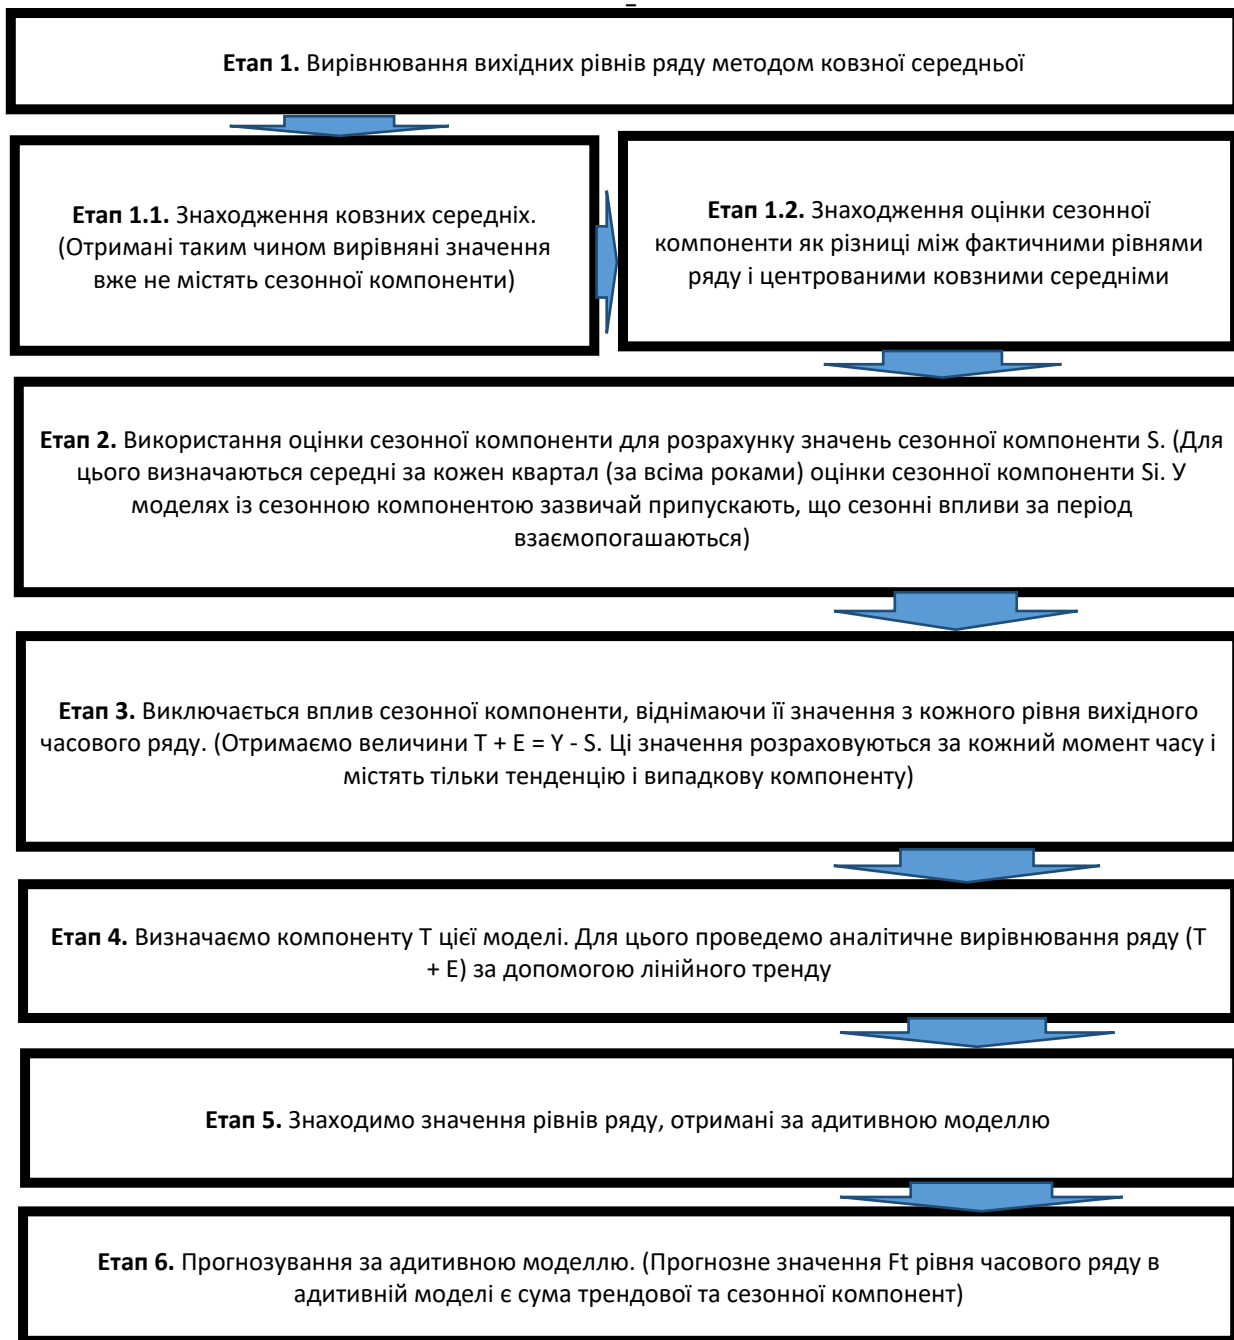 Етап 1. Вирівнювання вихідних рівнів ряду методом ковзної середньої
Етап 1.1. Знаходження ковзних середніх.
(Отримані таким чином вирівняні значення
вже не містять сезонної компоненти)
Етап 1.2. Знаходження оцінки сезонної
компоненти як різниці між фактичними рівнями
ряду і центрованими ковзними середніми
Етап 2. Використання оцінки сезонної компоненти для розрахунку значень сезонної компоненти S. (Для
цього визначаються середні за кожен квартал (за всіма роками) оцінки сезонної компоненти Si. У
моделях із сезонною компонентою зазвичай припускають, що сезонні впливи за період
взаємопогашаються)
Етап 3. Виключається вплив сезонної компоненти, віднімаючи її значення з кожного рівня вихідного
часового ряду. (Отримаємо величини T + E = Y - S. Ці значення розраховуються за кожний момент часу і
містять тільки тенденцію і випадкову компоненту)
Етап 4. Визначаємо компоненту T цієї моделі. Для цього проведемо аналітичне вирівнювання ряду (T
+ E) за допомогою лінійного тренду
Етап 5. Знаходимо значення рівнів ряду, отримані за адитивною моделлю
Етап 6. Прогнозування за адитивною моделлю. (Прогнозне значення Ft рівня часового ряду в
адитивній моделі є сума трендової та сезонної компонент)